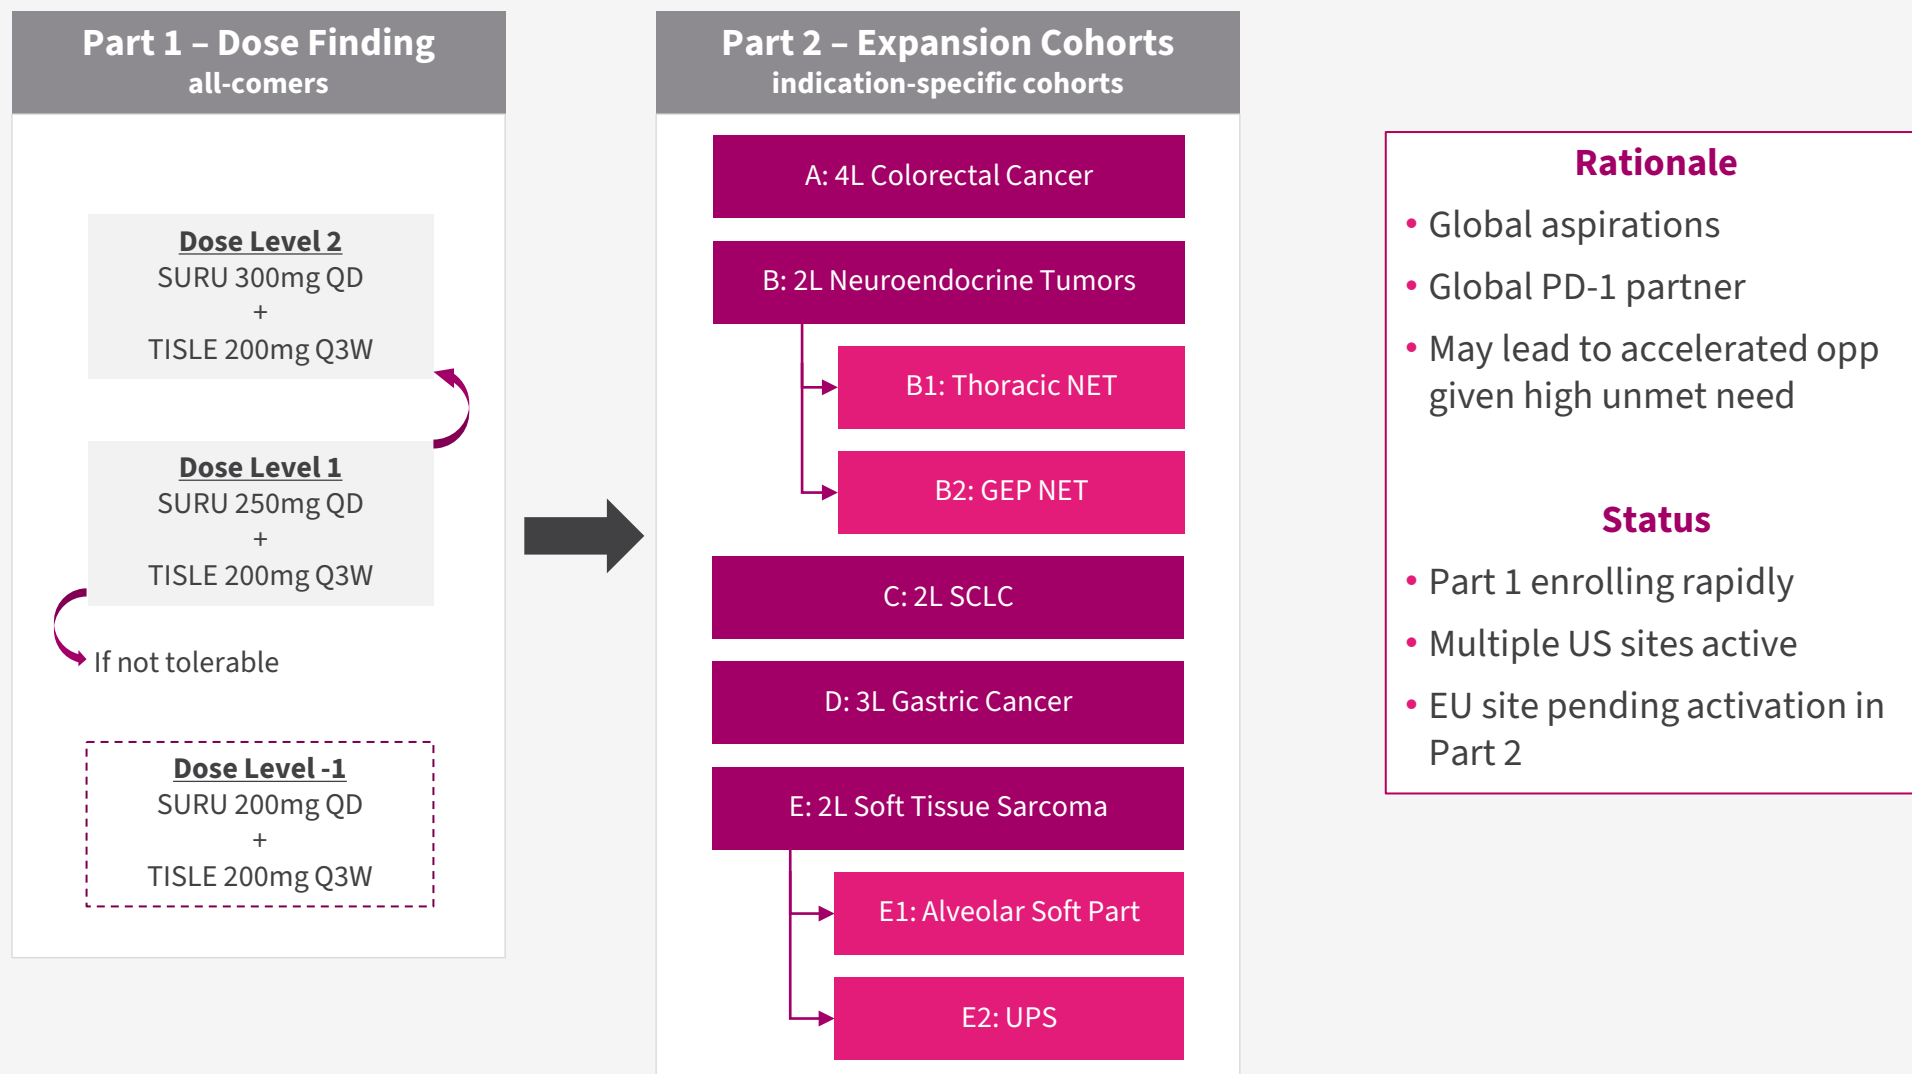 Part 1 – Dose Finding
all-comers
Dose Level 2
SURU 300mg QD
+
TISLE 200mg Q3W
Dose Level 1
SURU 250mg QD
+
TISLE 200mg Q3W
If not tolerable
Dose Level -1
SURU 200mg QD
+
TISLE 200mg Q3W
Part 2 – Expansion Cohorts
indication-specific cohorts
A: 4L Colorectal Cancer
B: 2L Neuroendocrine Tumors
B1: Thoracic NET
B2: GEP NET
C: 2L SCLC
D: 3L Gastric Cancer
E: 2L Soft Tissue Sarcoma
E1: Alveolar Soft Part
E2: UPS
Rationale
• Global aspirations
• Global PD-1 partner
• May lead to accelerated opp
given high unmet need
Status
• Part 1 enrolling rapidly
• Multiple US sites active
• EU site pending activation in
Part 2